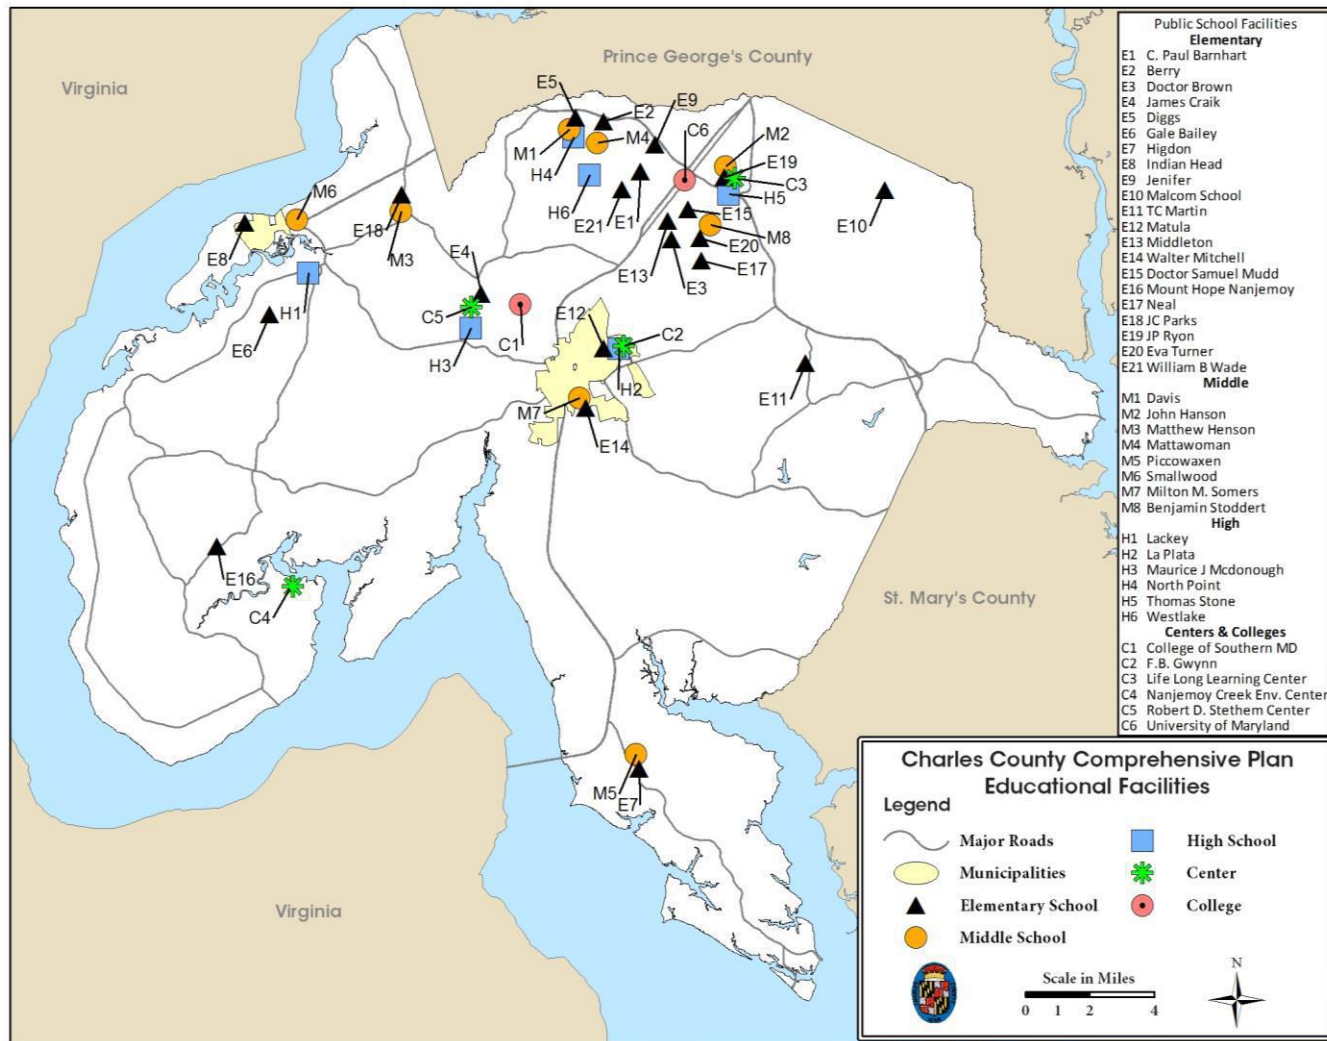 Public School Facilities
Elementary
E1 C. Paul Barnhart
E2 Berry
E3 Doctor Brown
E4 James Craik
E5 Diggs
E6 Gale Bailey
E7 Higdon
E8 Indian Head
E9 Jenifer
E10 Malcom School
E11 TC Martin
E12 Matula
E13 Middleton
E14 Walter Mitchell
E15 Doctor Samuel Mudd
E16 Mount Hope Nanjemoy
E17 Neal
E18 JC Parks
E19 JP Ryon
E20 Eva Turner
E21 William B Wade
Middle
M1 Davis
M2 John Hanson
M3 Matthew Henson
M4 Mattawoman
M5 Piccowaxen
M6 Smallwood
M7 Milton M. Somers
M8 Benjamin Stoddert
High
H1 Lackey
H2 La Plata
H3 Maurice J Mcdonough
H4 North Point
H5 Thomas Stone
H6 Westlake
Centers & Colleges
C1 College of Southern MD
C2 F.B. Gwynn
C3 Life Long Learning Center
C4 Nanjemoy Creek Env. Center
C5 Robert D. Stethem Center
C6 University of Maryland
Prince George's County
Virginia
E5
E2
E9
C6
M2
M1
M4
E19
H4
C3
H6
H5
M6
E21
E1
E15
E10
E18
M8
E8
M3
E4
E20
E13
E3
E17
H1
C5
E12
C2
E6
H3
C1
H2
E11
M7
E14
E16
C4
St. Mary's County
M5
E7
Virginia
Charles County Comprehensive Plan
Educational Facilities
Legend
Major Roads
High School
Municipalities
Center
Elementary School
College
Middle School
Scale in Miles
0 1 2 4
N